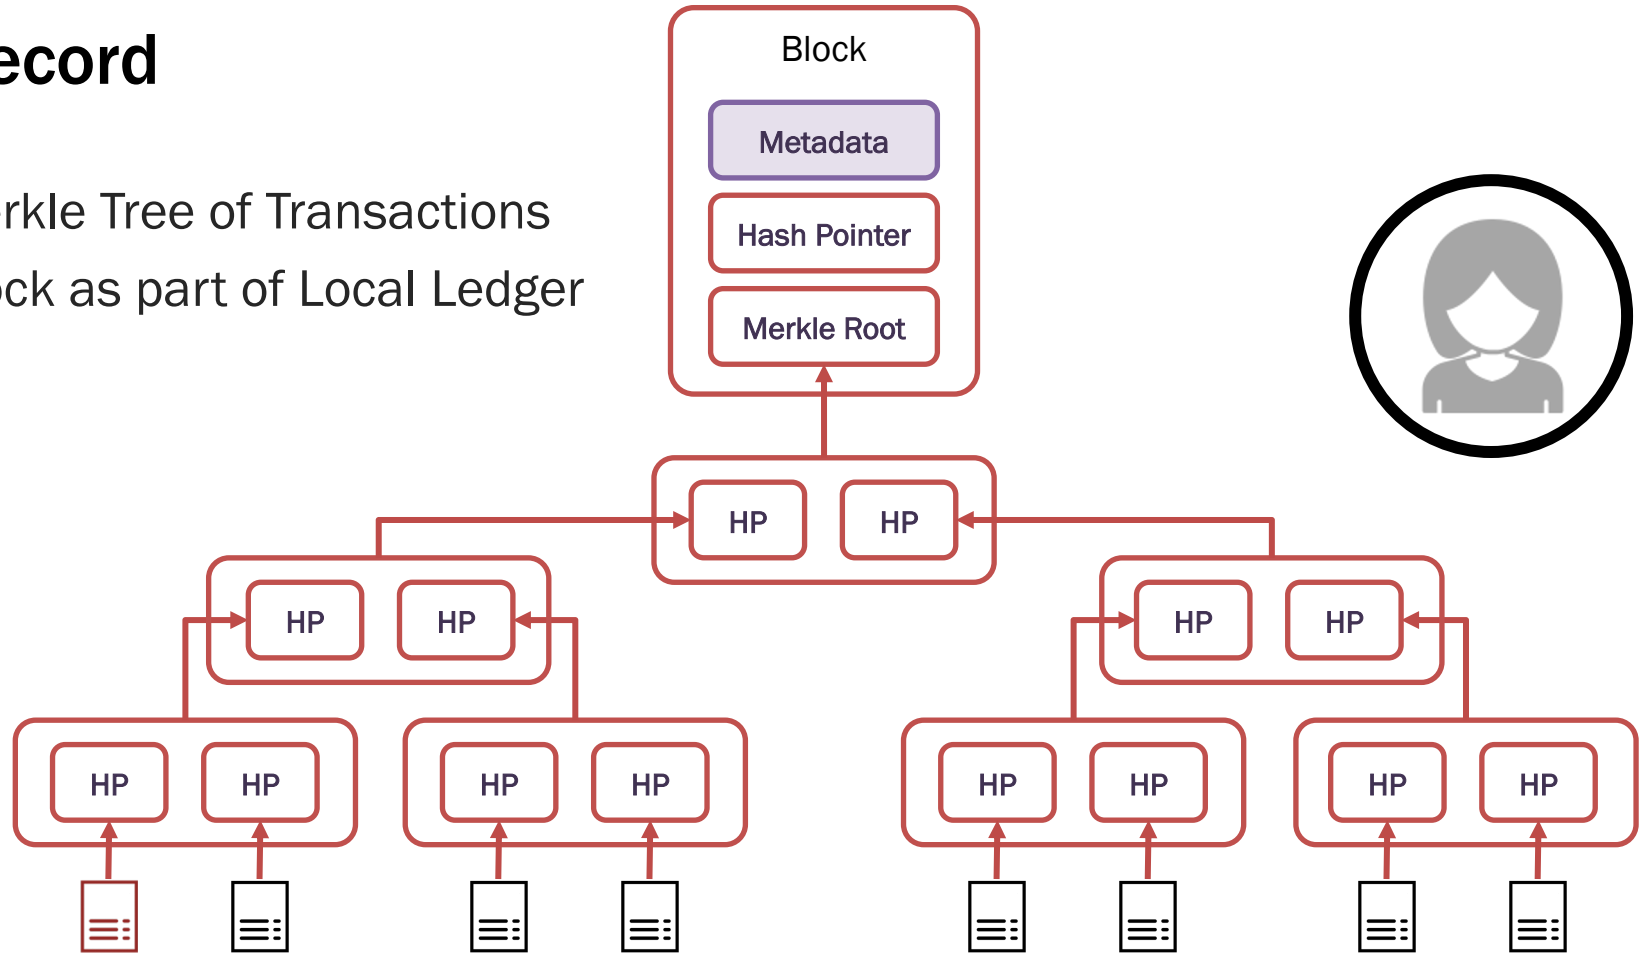 ecord
rkle Tree of Transactions
ock as part of Local Ledger
Block
Metadata
Hash Pointer
Merkle Root
HP HP
HP HP HP HP
HP HP HP HP HP HP HP HP